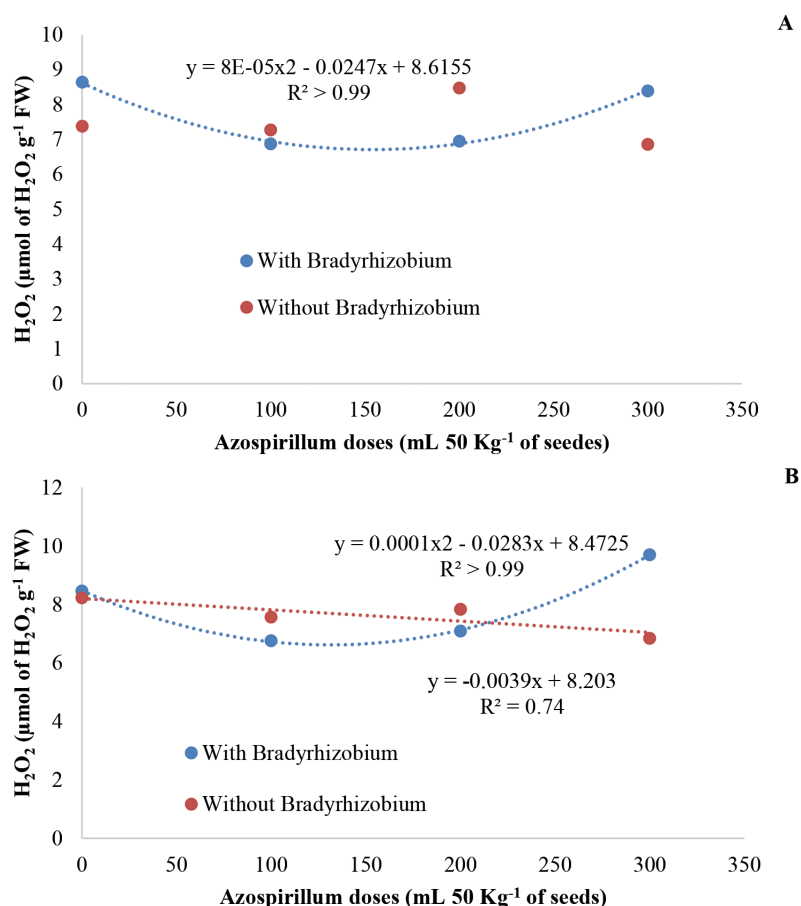 A
10
9
8
7
6
5
4
3
2
1
0
H₂O₂ (µmol of H₂O₂ g⁻¹ FW)
y = 8E-05x2 - 0.0247x + 8.6155
R² > 0.99
With Bradyrhizobium
Without Bradyrhizobium
0 50 100 150 200 250 300 350
Azospirillum doses (mL 50 Kg⁻¹ of seedes)
B
12
10
8
6
4
2
0
H₂O₂ (µmol of H₂O₂ g⁻¹ FW)
y = 0.0001x2 - 0.0283x + 8.4725
R² > 0.99
y = -0.0039x + 8.203
R² = 0.74
With Bradyrhizobium
Without Bradyrhizobium
0 50 100 150 200 250 300 350
Azospirillum doses (mL 50 Kg⁻¹ of seeds)